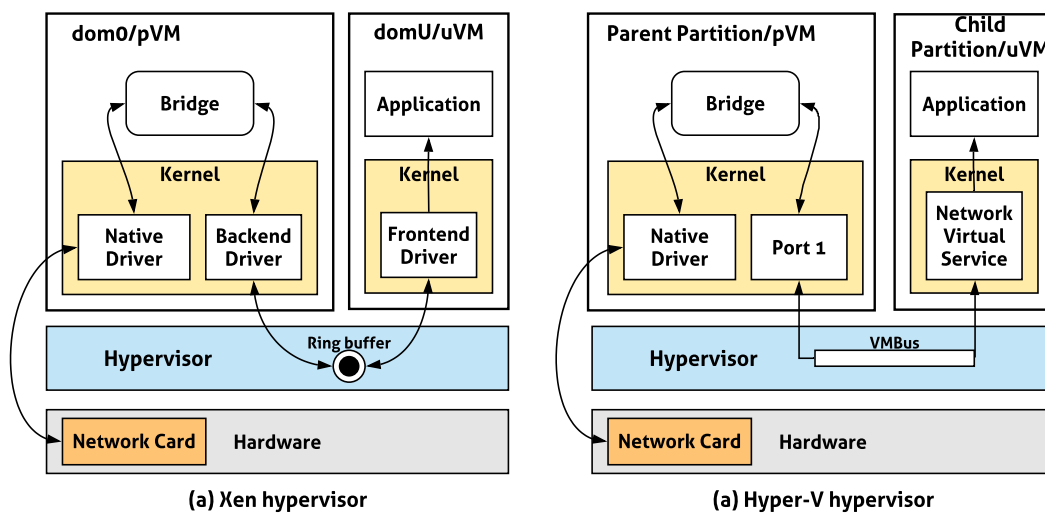 dom0/pVM
Bridge
Kernel
Native
Driver
Backend
Driver
domU/uVM
Application
Kernel
Frontend
Driver
Hypervisor
Ring buffer
Network Card
Hardware
(a) Xen hypervisor
Parent Partition/pVM
Bridge
Kernel
Native
Driver
Port 1
Child
Partition/uVM
Application
Kernel
Network
Virtual
Service
Hypervisor
VMBus
Network Card
Hardware
(a) Hyper-V hypervisor